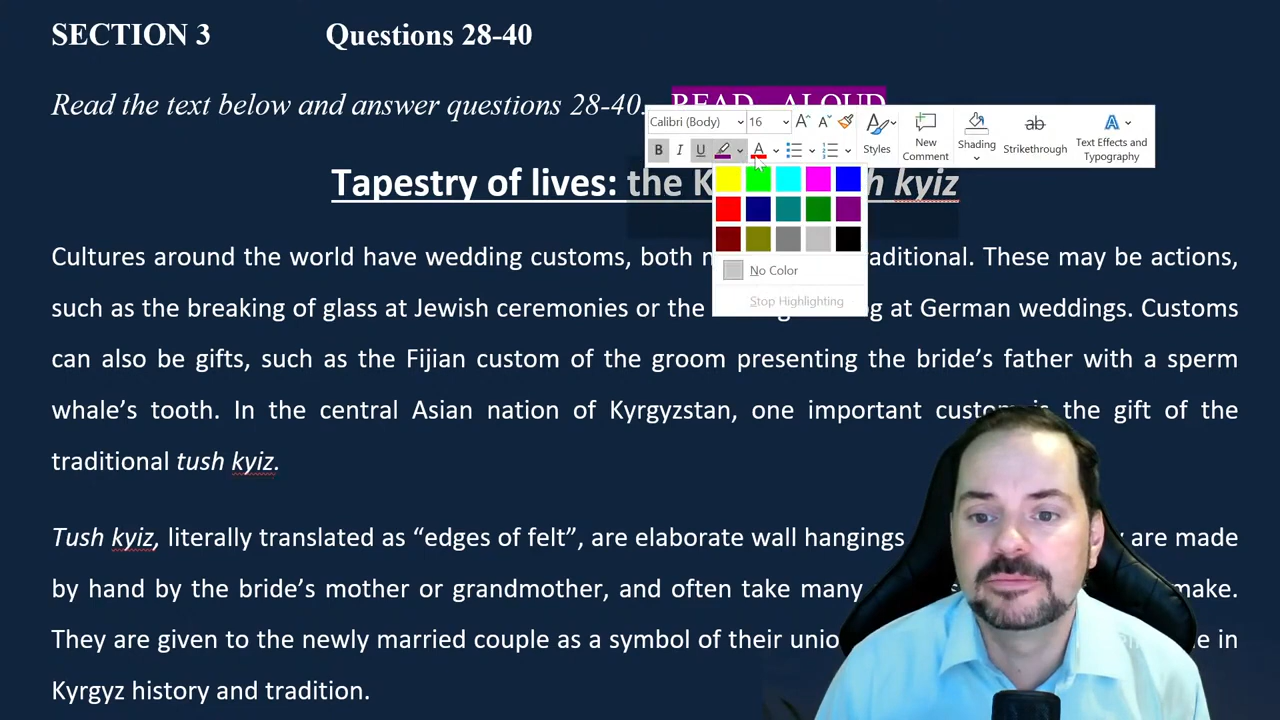 SECTION 3 Questions 28-40
Read the text below and answer questions 28-40. READ ALOUD
Calibri (Body) 16 A A Styles New Comment Shading ab Strikethrough A Text Effects and Typography
B I U A
Tapestry of lives: the K h kyiz
No Color
Stop Highlighting
Cultures around the world have wedding customs, both aditional. These may be actions,
such as the breaking of glass at Jewish ceremonies or the g at German weddings. Customs
can also be gifts, such as the Fijian custom of the groom presenting the bride’s father with a sperm
whale’s tooth. In the central Asian nation of Kyrgyzstan, one important custom is the gift of the
traditional tush kyiz.
Tush kyiz, literally translated as “edges of felt”, are elaborate wall hangings are made
by hand by the bride’s mother or grandmother, and often take many make.
They are given to the newly married couple as a symbol of their unio in
Kyrgyz history and tradition.